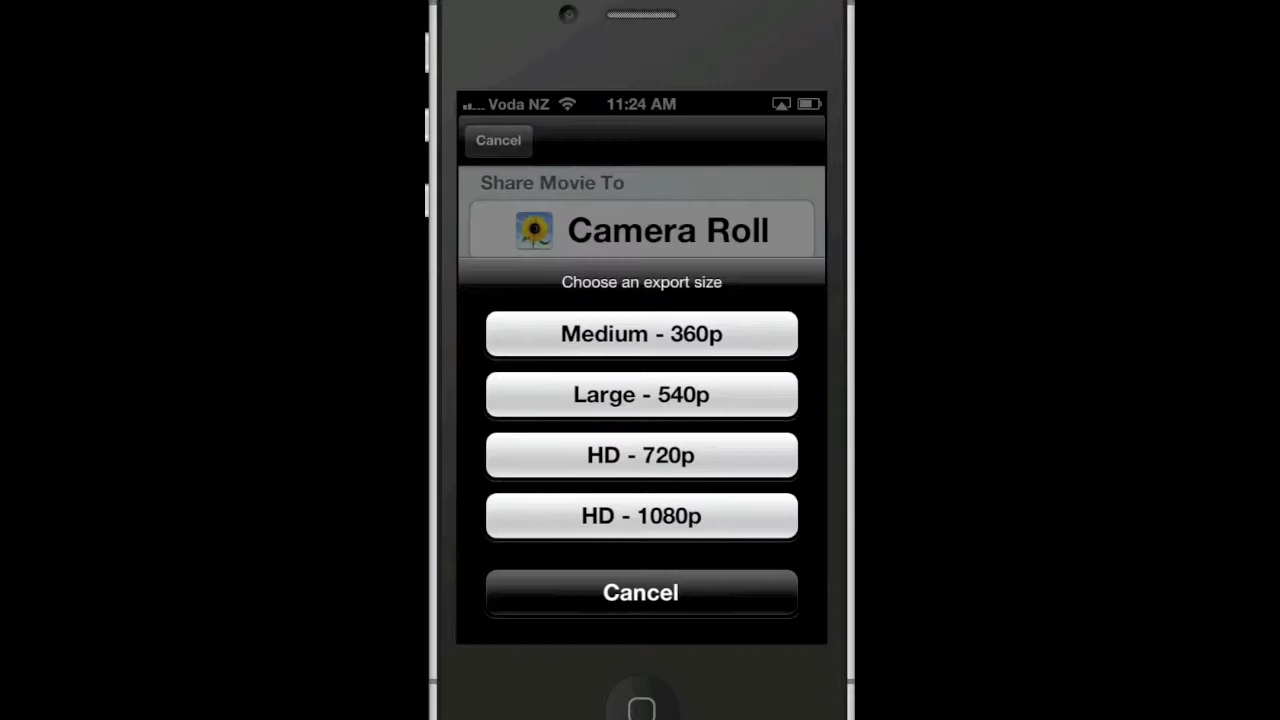 Voda NZ 11:24 AM
Cancel
Share Movie To
Camera Roll
Choose an export size
Medium - 360p
Large - 540p
HD - 720p
HD - 1080p
Cancel